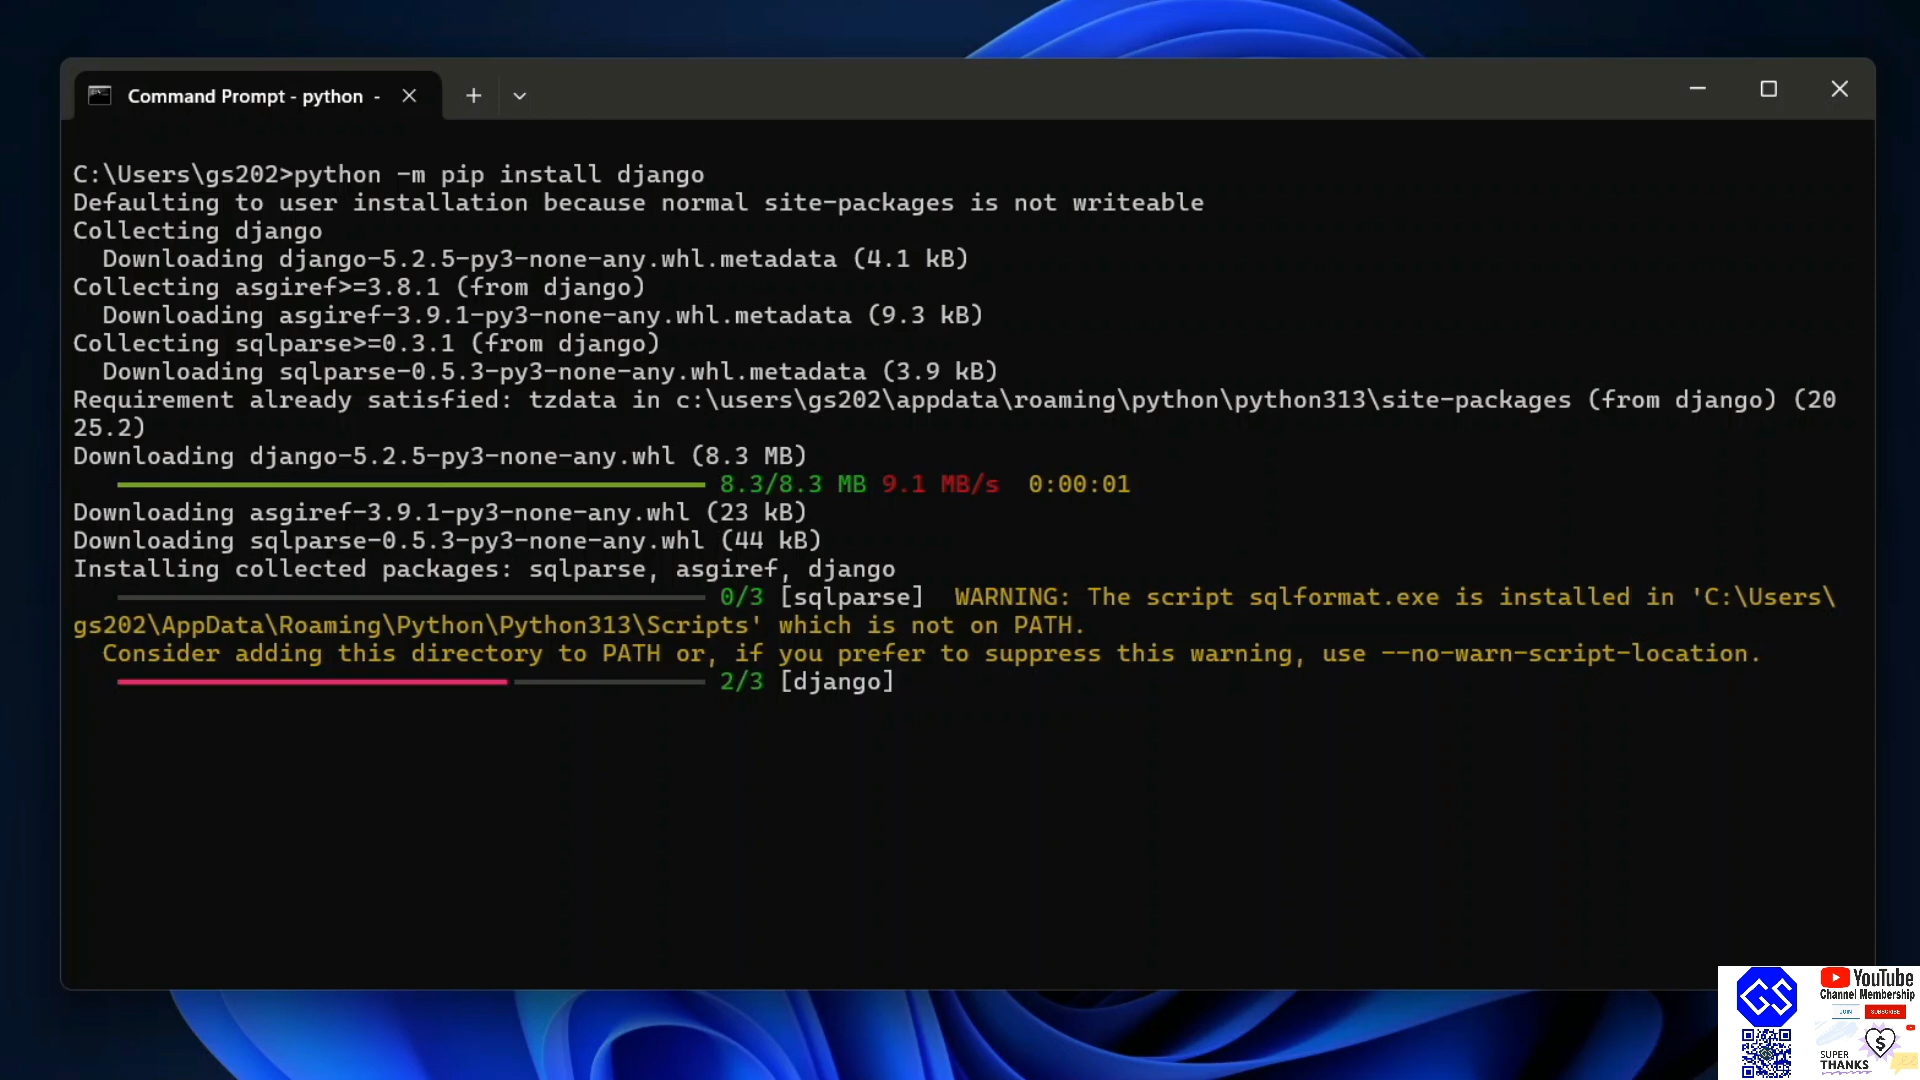 Command Prompt - python -
C:\Users\gs202>python -m pip install django
Defaulting to user installation because normal site-packages is not writeable
Collecting django
Downloading django-5.2.5-py3-none-any.whl.metadata (4.1 kB)
Collecting asgiref>=3.8.1 (from django)
Downloading asgiref-3.9.1-py3-none-any.whl.metadata (9.3 kB)
Collecting sqlparse>=0.3.1 (from django)
Downloading sqlparse-0.5.3-py3-none-any.whl.metadata (3.9 kB)
Requirement already satisfied: tzdata in c:\users\gs202\appdata\roaming\python\python313\site-packages (from django) (20
25.2)
Downloading django-5.2.5-py3-none-any.whl (8.3 MB)
8.3/8.3 MB 9.1 MB/s 0:00:01
Downloading asgiref-3.9.1-py3-none-any.whl (23 kB)
Downloading sqlparse-0.5.3-py3-none-any.whl (44 kB)
Installing collected packages: sqlparse, asgiref, django
0/3 [sqlparse] WARNING: The script sqlformat.exe is installed in 'C:\Users\
gs202\AppData\Roaming\Python\Python313\Scripts' which is not on PATH.
Consider adding this directory to PATH or, if you prefer to suppress this warning, use --no-warn-script-location.
2/3 [django]
GS
YouTube
Channel Membership
JOIN SUBSCRIBE
SUPER
THANKS
$